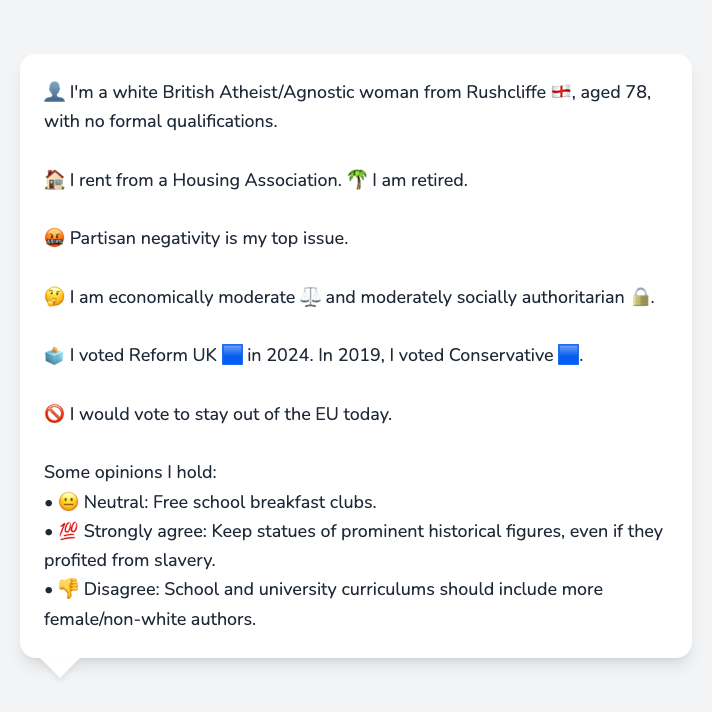 👤 I'm a white British Atheist/Agnostic woman from Rushcliffe 🏴󠁧󠁢󠁥󠁮󠁧󠁿, aged 78,
with no formal qualifications.
🏠 I rent from a Housing Association. 🌴 I am retired.
🤬 Partisan negativity is my top issue.
🤔 I am economically moderate ⚖️ and moderately socially authoritarian 🔒.
🗳️ I voted Reform UK 🟦 in 2024. In 2019, I voted Conservative 🟦.
🚫 I would vote to stay out of the EU today.
Some opinions I hold:
• 😐 Neutral: Free school breakfast clubs.
• 💯 Strongly agree: Keep statues of prominent historical figures, even if they
profited from slavery.
• 👎 Disagree: School and university curriculums should include more
female/non-white authors.